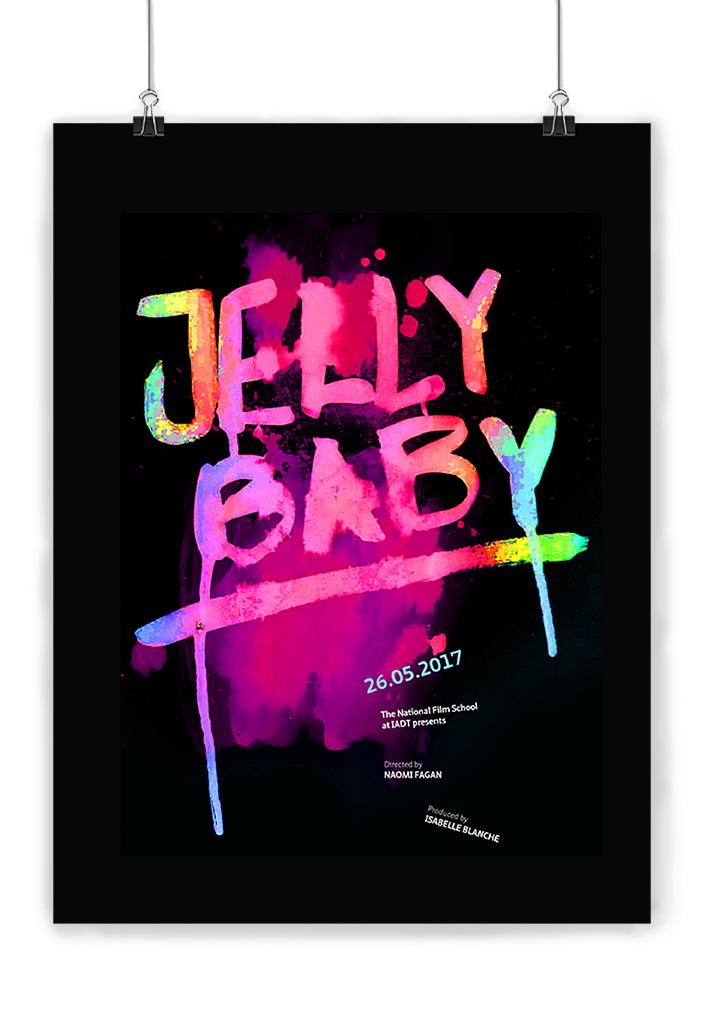 JELLY
BABY
26.05.2017
The National Film School
at IADT presents
Directed by
NAOMI FAGAN
Produced by
ISABELLE BLANCHE